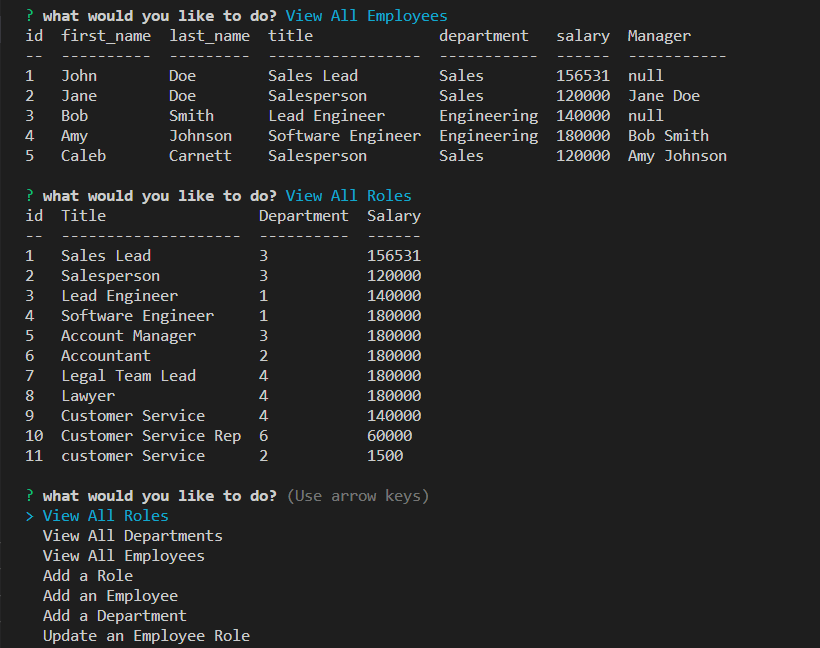 ? what would you like to do? View All Employees
id  first_name  last_name  title              department   salary  Manager
--  ----------  ---------  -----------------  -----------  ------  -----------
1   John        Doe        Sales Lead         Sales        156531  null
2   Jane        Doe        Salesperson        Sales        120000  Jane Doe
3   Bob         Smith      Lead Engineer      Engineering  140000  null
4   Amy         Johnson    Software Engineer  Engineering  180000  Bob Smith
5   Caleb       Carnett    Salesperson        Sales        120000  Amy Johnson
? what would you like to do? View All Roles
id  Title                 Department  Salary
--  --------------------  ----------  ------
1   Sales Lead            3           156531
2   Salesperson           3           120000
3   Lead Engineer         1           140000
4   Software Engineer     1           180000
5   Account Manager       3           180000
6   Accountant            2           180000
7   Legal Team Lead       4           180000
8   Lawyer                4           180000
9   Customer Service      4           140000
10  Customer Service Rep  6           60000
11  customer Service      2           1500
? what would you like to do? (Use arrow keys)
> View All Roles
  View All Departments
  View All Employees
  Add a Role
  Add an Employee
  Add a Department
  Update an Employee Role